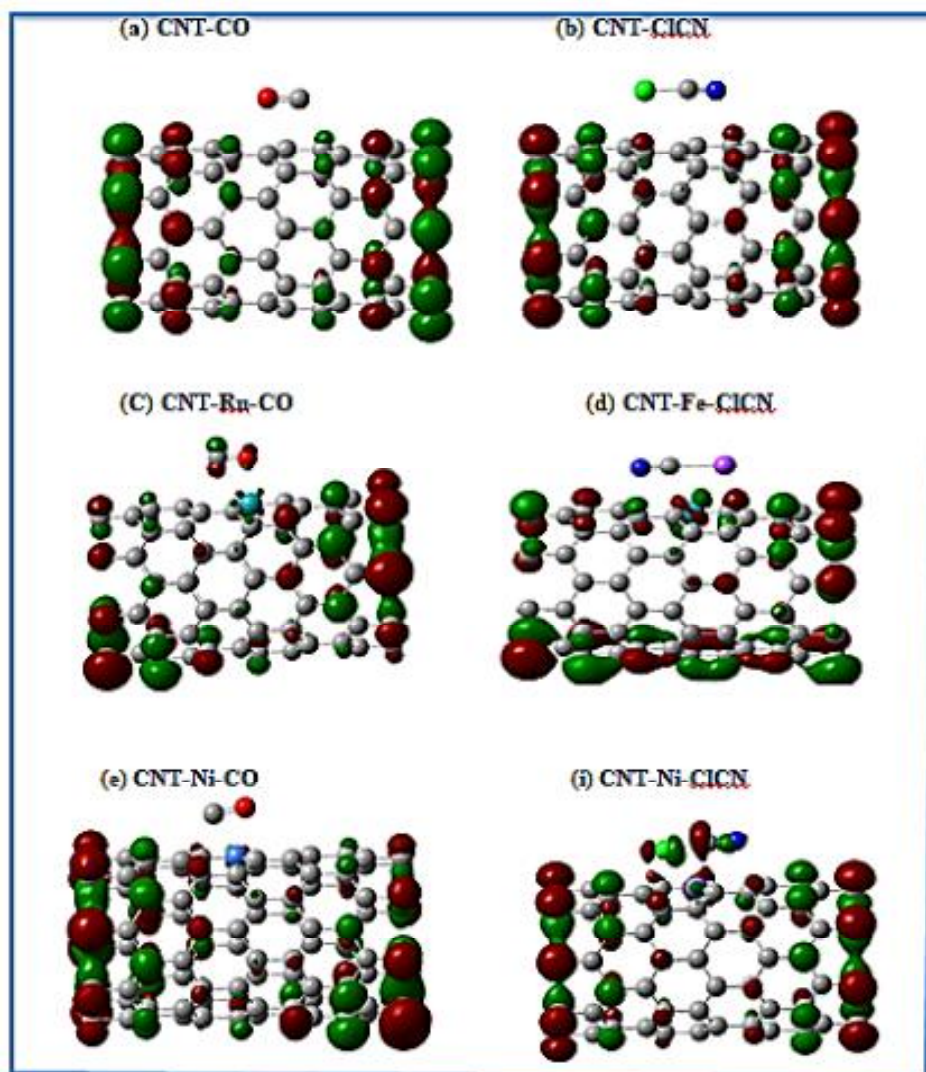 (a) CNT-CO
(b) CNT-ClCN
(C) CNT-Ru-CO
(d) CNT-Fe-ClCN
(e) CNT-Ni-CO
(i) CNT-Ni-ClCN